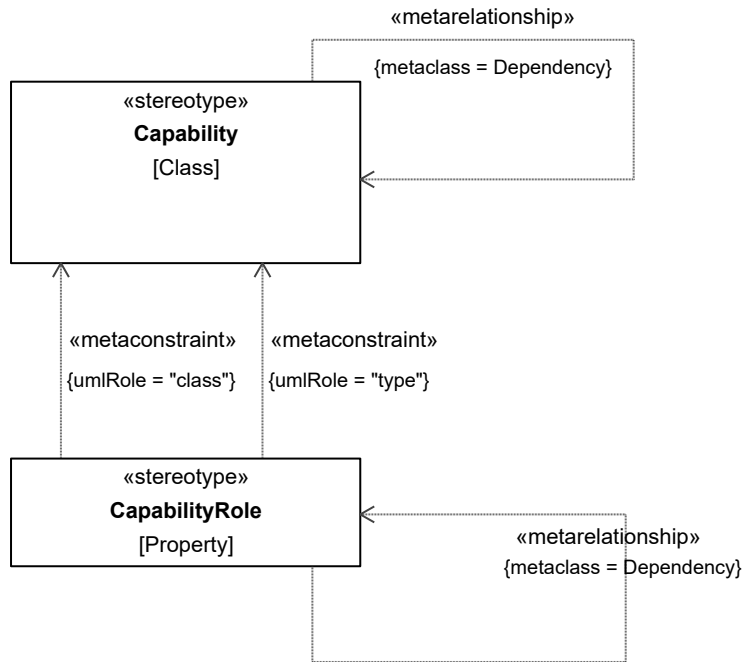 «metarelationship»
{metaclass = Dependency}
«stereotype»
Capability
[Class]
«metaconstraint»
{umlRole = "class"}
«metaconstraint»
{umlRole = "type"}
«stereotype»
CapabilityRole
[Property]
«metarelationship»
{metaclass = Dependency}